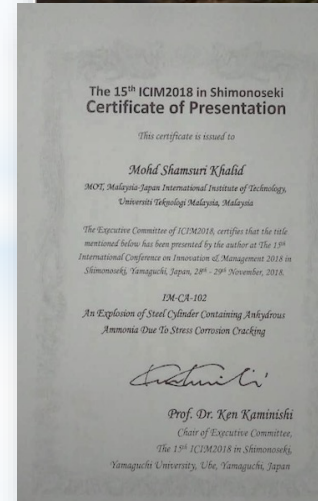 The 15th ICIM2018 in Shimonoseki
Certificate of Presentation
This certificate is issued to
Mohd Shamsuri Khalid
MOT, Malaysia-Japan International Institute of Technology,
Universiti Teknologi Malaysia, Malaysia
The Executive Committee of ICIM2018, certifies that the title
mentioned below has been presented by the author at The 15th
International Conference on Innovation & Management 2018 in
Shimonoseki, Yamaguchi, Japan, 28th - 29th November, 2018.
IM-CA-102
An Explosion of Steel Cylinder Containing Anhydrous
Ammonia Due To Stress Corrosion Cracking
Prof. Dr. Ken Kaminishi
Chair of Executive Committee,
The 15th ICIM2018 in Shimonoseki,
Yamaguchi University, Ube, Yamaguchi, Japan